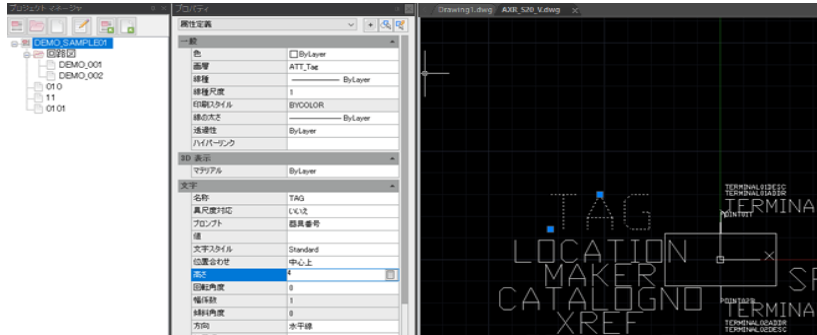 プロジェクト マネージャ
DEMO_SAMPLE01
回路図
DEMO_001
DEMO_002
010
11
0101
プロパティ
属性定義
一般
色 ByLayer
画層 ATT_Tag
線種 ByLayer
線種尺度 1
印刷スタイル BYCOLOR
線の太さ ByLayer
透過性 ByLayer
ハイパーリンク
3D 表示
マテリアル ByLayer
文字
名称 TAG
異尺度対応 いいえ
プロンプト 器具番号
値
文字スタイル Standard
位置合わせ 中心上
高さ 4
回転角度 0
幅係数 1
傾斜角度 0
方向 水平線
Drawing1.dwg AXR_S20_V.dwg
TAG
LOCATION
MAKER
CATALOGNO
XREF
TERMINAL01DESC
TERMINAL01ADDR
TERMINA
POINT01T
SF
POINT02B
TERMINA
TERMINAL02ADDR
TERMINAL02DESC